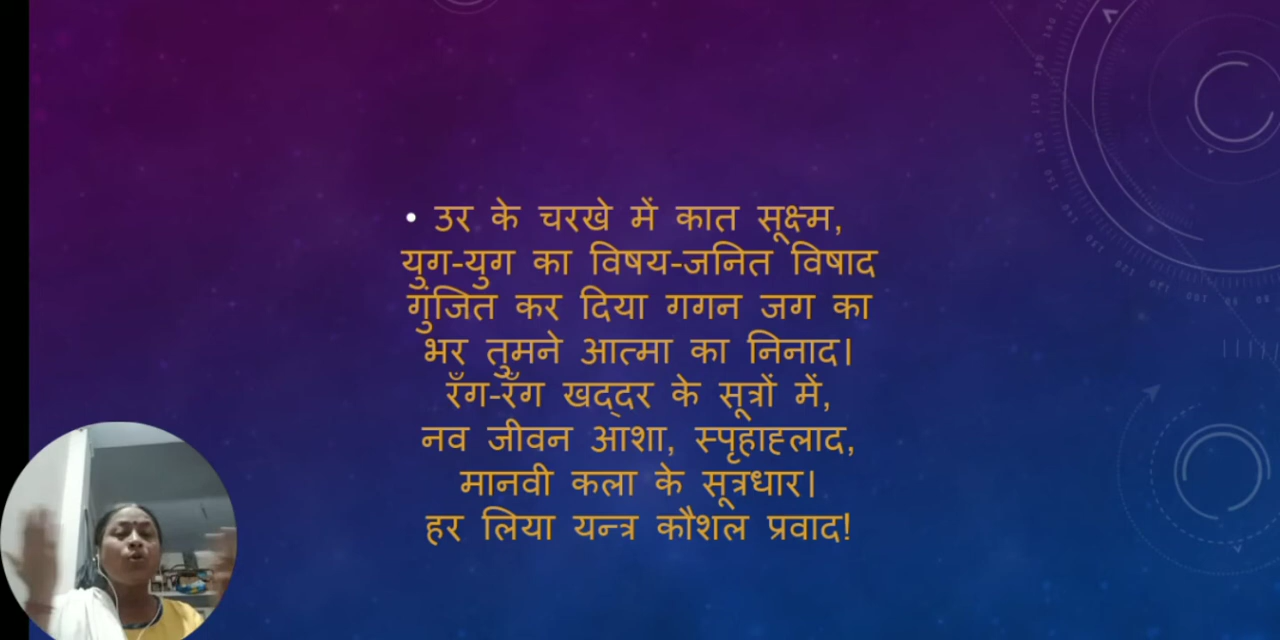 • उर के चरखे में कात सूक्ष्म,
युग-युग का विषय-जनित विषाद
गुंजित कर दिया गगन जग का
भर तुमने आत्मा का निनाद।
रँग-रँग खद्दर के सूत्रों में,
नव जीवन आशा, स्पृहाह्लाद,
मानवी कला के सूत्रधार।
हर लिया यन्त्र कौशल प्रवाद!